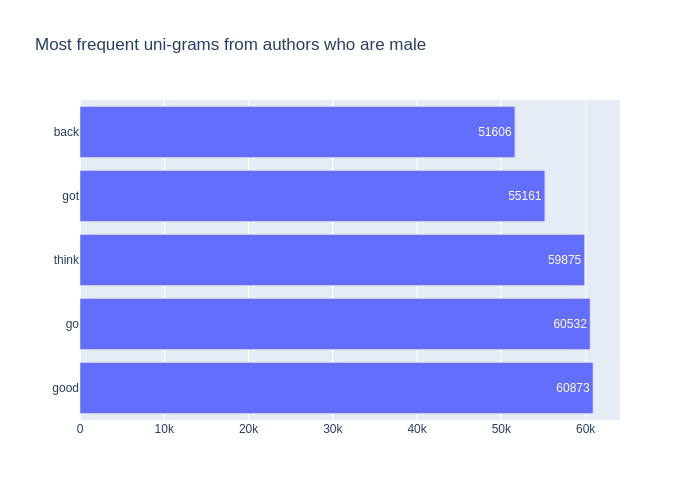 Most frequent uni-grams from authors who are male
back 51606
got 55161
think 59875
go 60532
good 60873
0 10k 20k 30k 40k 50k 60k